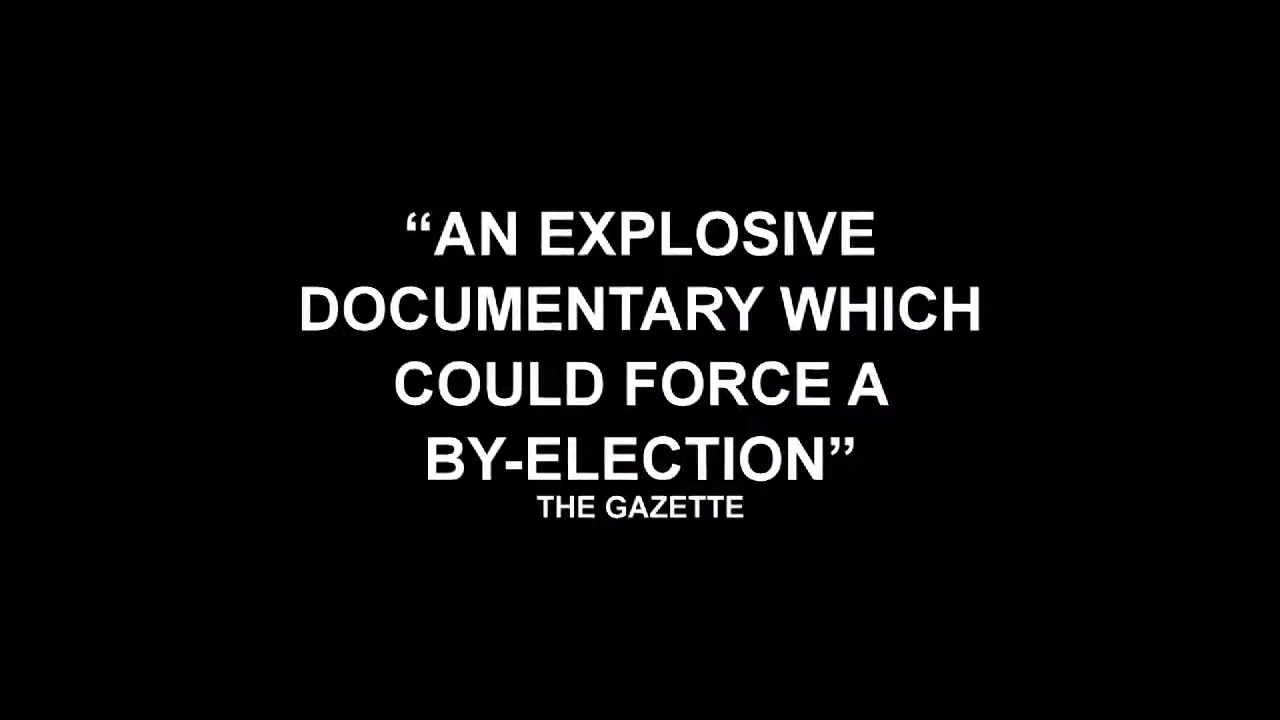 “AN EXPLOSIVE
DOCUMENTARY WHICH
COULD FORCE A
BY-ELECTION”
THE GAZETTE